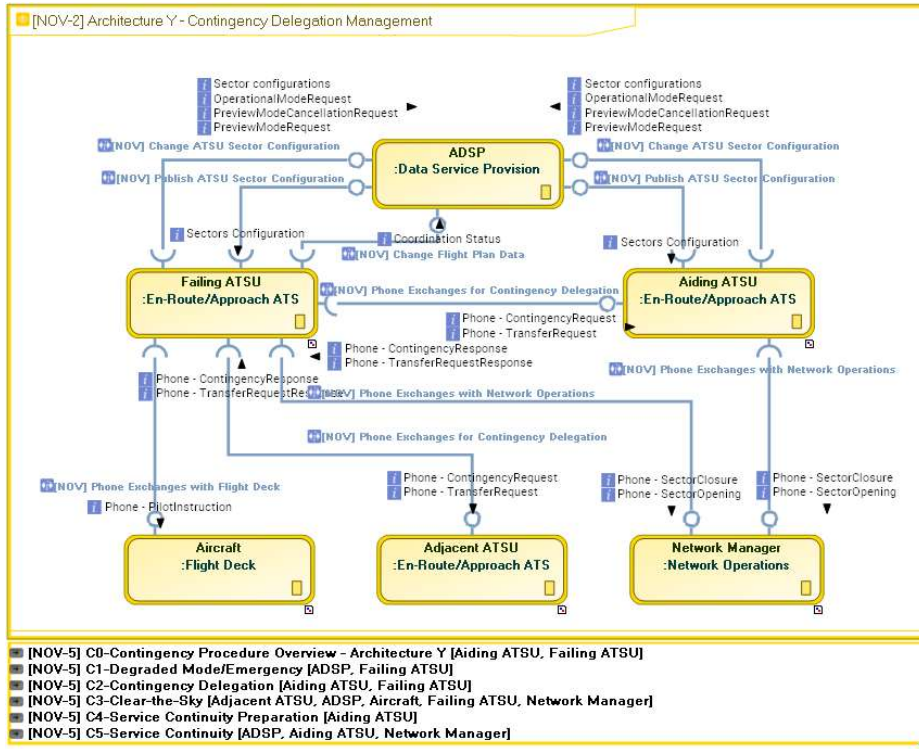 [NOV-2] Architecture Y - Contingency Delegation Management
Sector configurations
OperationalModeRequest
PreviewModeCancellationRequest
PreviewModeRequest
Sector configurations
OperationalModeRequest
PreviewModeCancellationRequest
PreviewModeRequest
[NOV] Change ATSU Sector Configuration
ADSP
:Data Service Provision
[NOV] Change ATSU Sector Configuration
[NOV] Publish ATSU Sector Configuration
[NOV] Publish ATSU Sector Configuration
Sectors Configuration
Coordination Status
Sectors Configuration
[NOV] Change Flight Plan Data
Failing ATSU
:En-Route/Approach ATS
[NOV] Phone Exchanges for Contingency Delegation
Aiding ATSU
:En-Route/Approach ATS
Phone - ContingencyRequest
Phone - TransferRequest
Phone - ContingencyResponse
Phone - TransferRequestResponse
[NOV] Phone Exchanges with Network Operations
Phone - ContingencyResponse
Phone - TransferRequestResponse
[NOV] Phone Exchanges with Network Operations
[NOV] Phone Exchanges for Contingency Delegation
Phone - ContingencyRequest
Phone - TransferRequest
Phone - SectorClosure
Phone - SectorOpening
Phone - SectorClosure
Phone - SectorOpening
[NOV] Phone Exchanges with Flight Deck
Phone - PilotInstruction
Aircraft
:Flight Deck
Adjacent ATSU
:En-Route/Approach ATS
Network Manager
:Network Operations
[NOV-5] C0-Contingency Procedure Overview - Architecture Y [Aiding ATSU, Failing ATSU]
[NOV-5] C1-Degraded Mode/Emergency [ADSP, Failing ATSU]
[NOV-5] C2-Contingency Delegation [Aiding ATSU, Failing ATSU]
[NOV-5] C3-Clear-the-Sky [Adjacent ATSU, ADSP, Aircraft, Failing ATSU, Network Manager]
[NOV-5] C4-Service Continuity Preparation [Aiding ATSU]
[NOV-5] C5-Service Continuity [ADSP, Aiding ATSU, Network Manager]